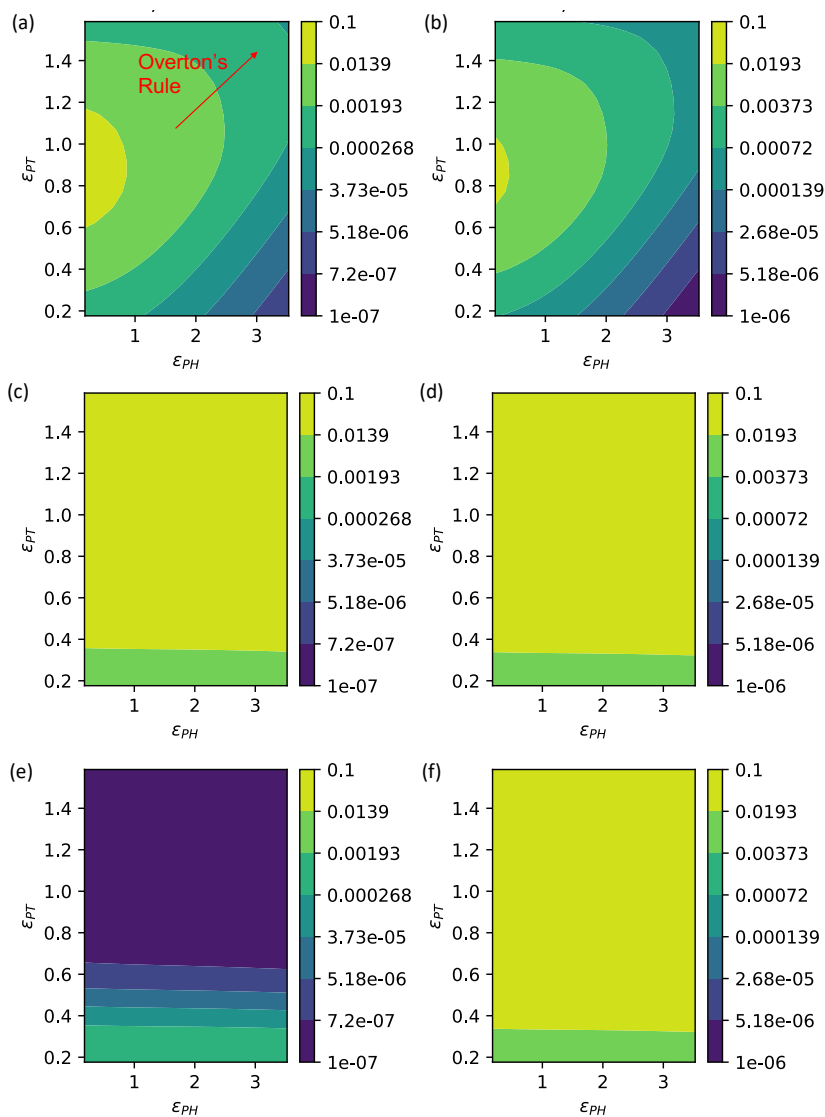 (a)
Overton's
Rule
ε_PT
1.4
1.2
1.0
0.8
0.6
0.4
0.2
1
2
3
ε_PH
0.1
0.0139
0.00193
0.000268
3.73e-05
5.18e-06
7.2e-07
1e-07
(b)
ε_PT
1.4
1.2
1.0
0.8
0.6
0.4
0.2
1
2
3
ε_PH
0.1
0.0193
0.00373
0.00072
0.000139
2.68e-05
5.18e-06
1e-06
(c)
ε_PT
1.4
1.2
1.0
0.8
0.6
0.4
0.2
1
2
3
ε_PH
0.1
0.0139
0.00193
0.000268
3.73e-05
5.18e-06
7.2e-07
1e-07
(d)
ε_PT
1.4
1.2
1.0
0.8
0.6
0.4
0.2
1
2
3
ε_PH
0.1
0.0193
0.00373
0.00072
0.000139
2.68e-05
5.18e-06
1e-06
(e)
ε_PT
1.4
1.2
1.0
0.8
0.6
0.4
0.2
1
2
3
ε_PH
0.1
0.0139
0.00193
0.000268
3.73e-05
5.18e-06
7.2e-07
1e-07
(f)
ε_PT
1.4
1.2
1.0
0.8
0.6
0.4
0.2
1
2
3
ε_PH
0.1
0.0193
0.00373
0.00072
0.000139
2.68e-05
5.18e-06
1e-06